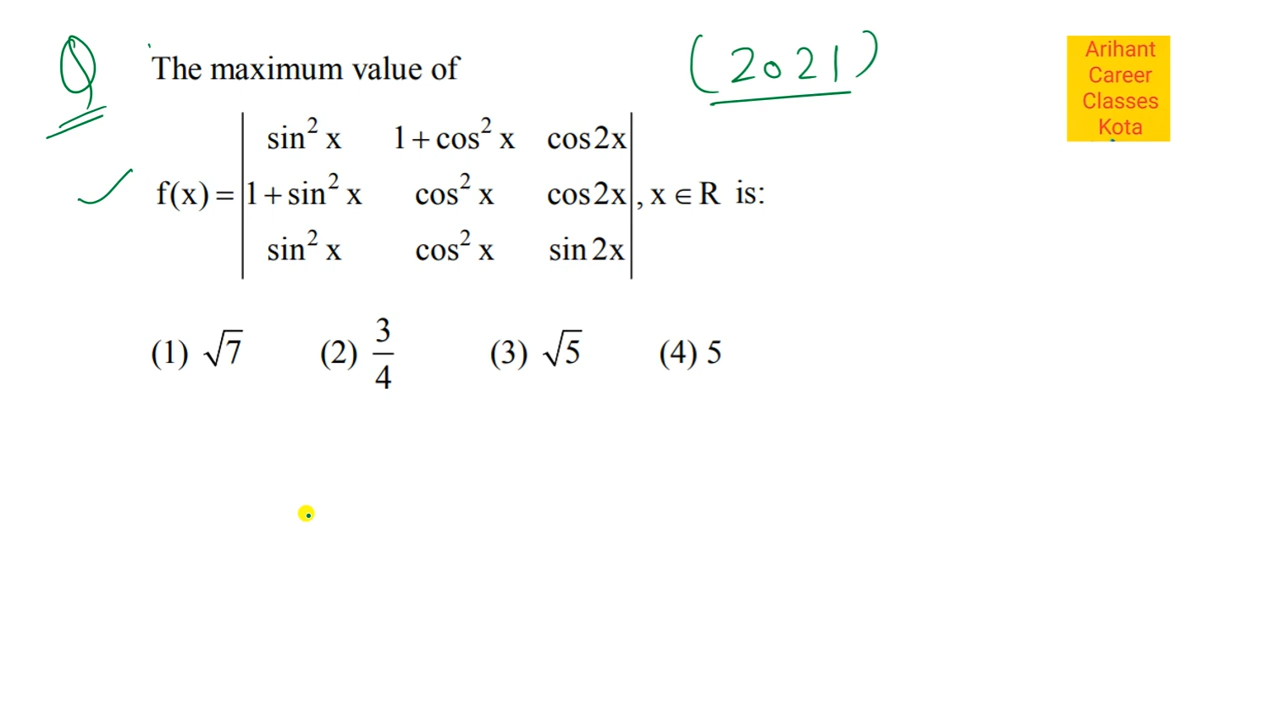 Q The maximum value of (2021)
f(x) = | sin² x 1 + cos² x cos 2x |
| 1 + sin² x cos² x cos 2x | , x ∈ R is:
| sin² x cos² x sin 2x |
(1) √7 (2) 3/4 (3) √5 (4) 5
Arihant
Career
Classes
Kota